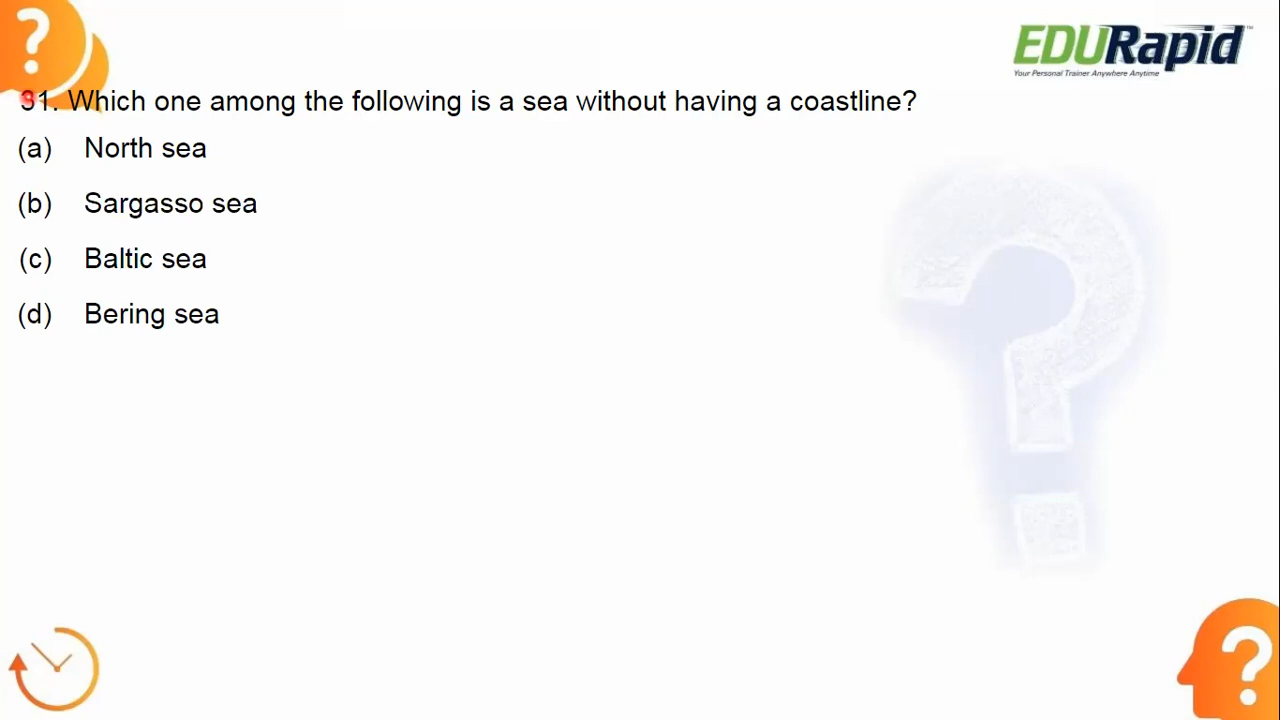 EDURapid™
Your Personal Trainer Anywhere Anytime
31. Which one among the following is a sea without having a coastline?
(a) North sea
(b) Sargasso sea
(c) Baltic sea
(d) Bering sea